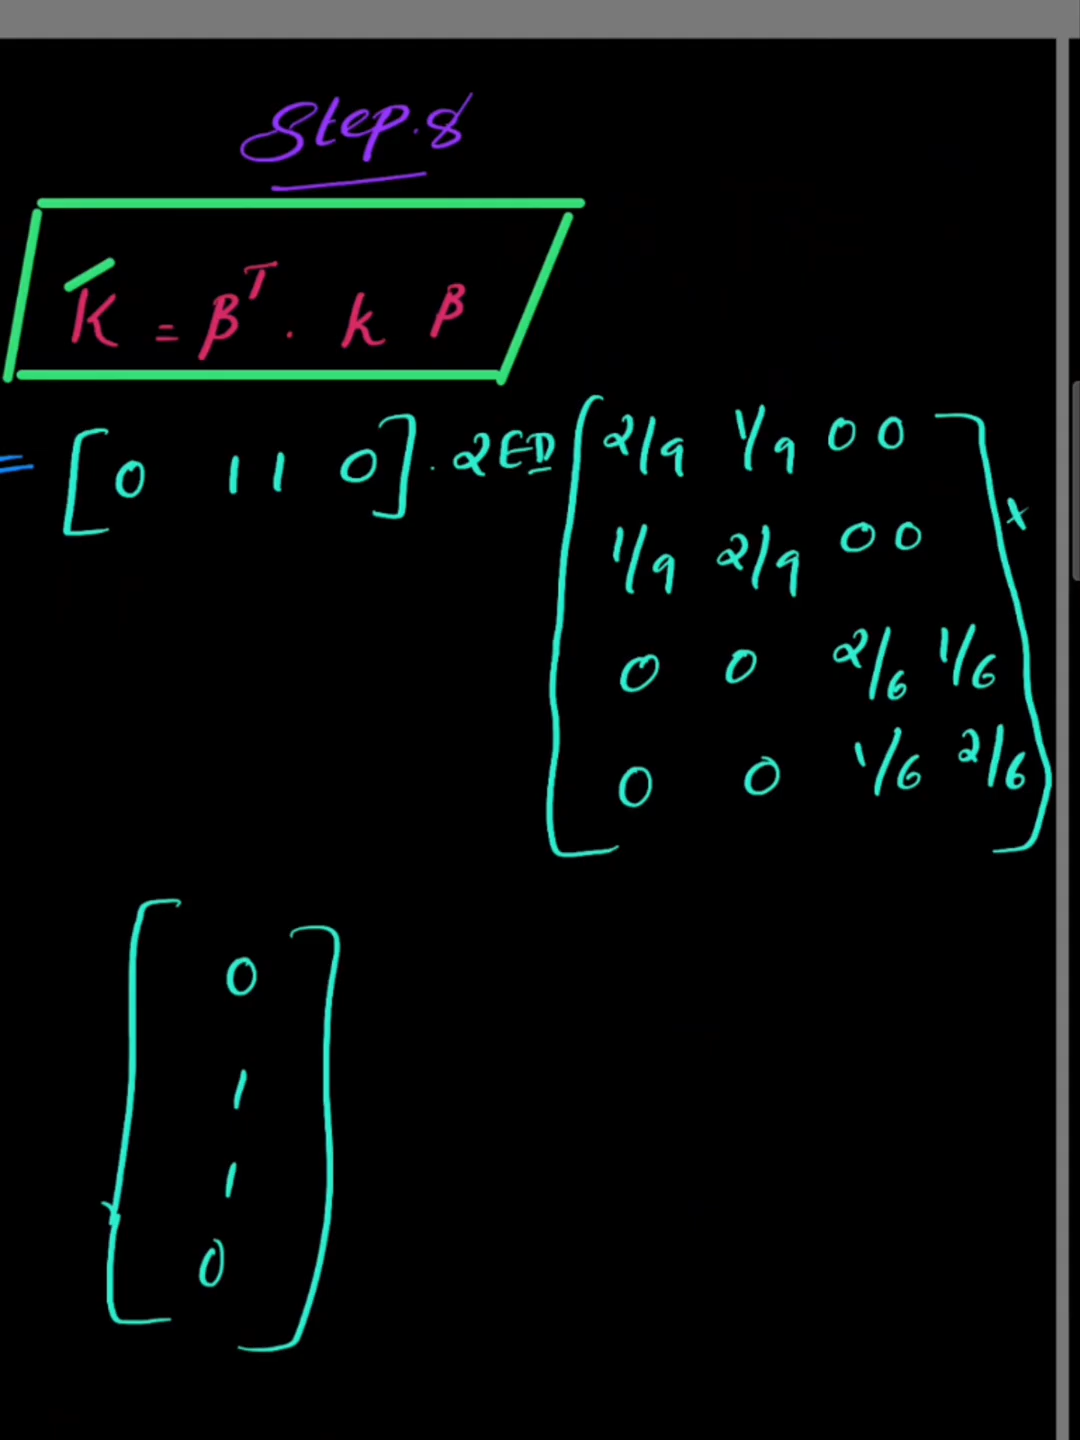 Step.8
K̅ = βᵀ . k β
= [0 1 1 0] . 2EI [2/9 1/9 0 0
1/9 2/9 0 0
0 0 2/6 1/6
0 0 1/6 2/6] x
[0
1
1
0]